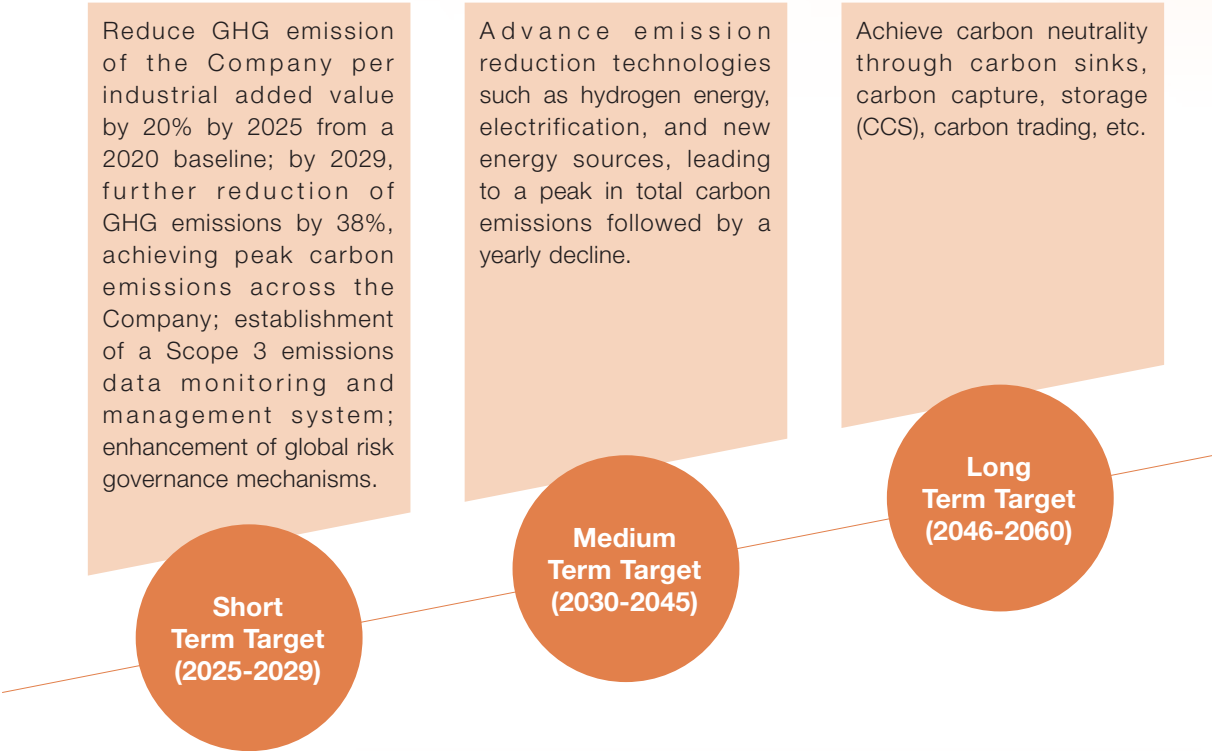 Reduce GHG emission
of the Company per
industrial added value
by 20% by 2025 from a
2020 baseline; by 2029,
further reduction of
GHG emissions by 38%,
achieving peak carbon
emissions across the
Company; establishment
of a Scope 3 emissions
data monitoring and
management system;
enhancement of global risk
governance mechanisms.
Short
Term Target
(2025-2029)
Advance emission
reduction technologies
such as hydrogen energy,
electrification, and new
energy sources, leading
to a peak in total carbon
emissions followed by a
yearly decline.
Medium
Term Target
(2030-2045)
Achieve carbon neutrality
through carbon sinks,
carbon capture, storage
(CCS), carbon trading, etc.
Long
Term Target
(2046-2060)